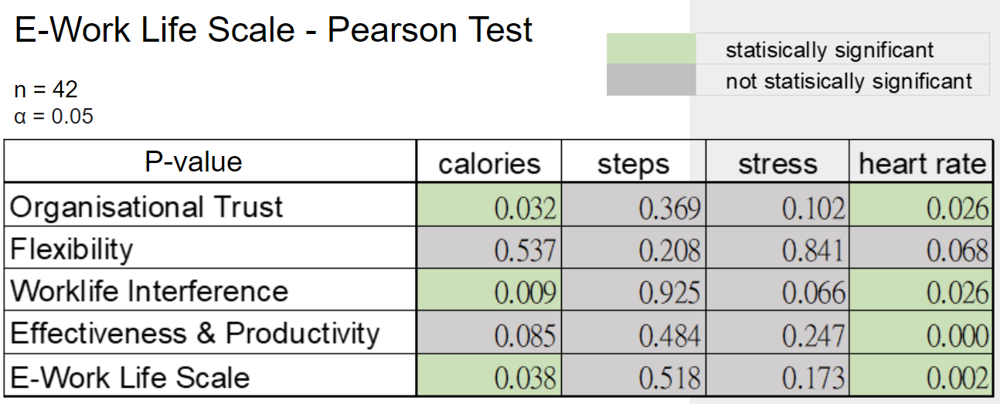 E-Work Life Scale - Pearson Test
statisically significant
not statisically significant
n = 42
α = 0.05
P-value calories steps stress heart rate
Organisational Trust 0.032 0.369 0.102 0.026
Flexibility 0.537 0.208 0.841 0.068
Worklife Interference 0.009 0.925 0.066 0.026
Effectiveness & Productivity 0.085 0.484 0.247 0.000
E-Work Life Scale 0.038 0.518 0.173 0.002